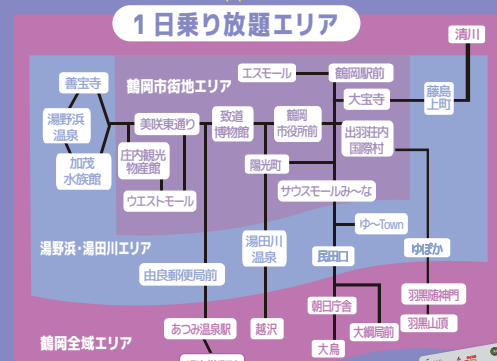 1日乗り放題エリア
清川
善宝寺
鶴岡市街地エリア
エスモール
鶴岡駅前
大宝寺
藤島
上町
湯野浜
温泉
美咲東通り
致道
博物館
鶴岡
市役所前
出羽荘内
国際村
加茂
水族館
庄内観光
物産館
陽光町
ウエストモール
サウスモールみ〜な
ゆ〜Town
湯野浜・湯田川エリア
湯田川
温泉
民田口
ゆぽか
由良郵便局前
羽黒随神門
朝日庁舎
羽黒山頂
鶴岡全域エリア
あつみ温泉駅
越沢
大網局前
大鳥